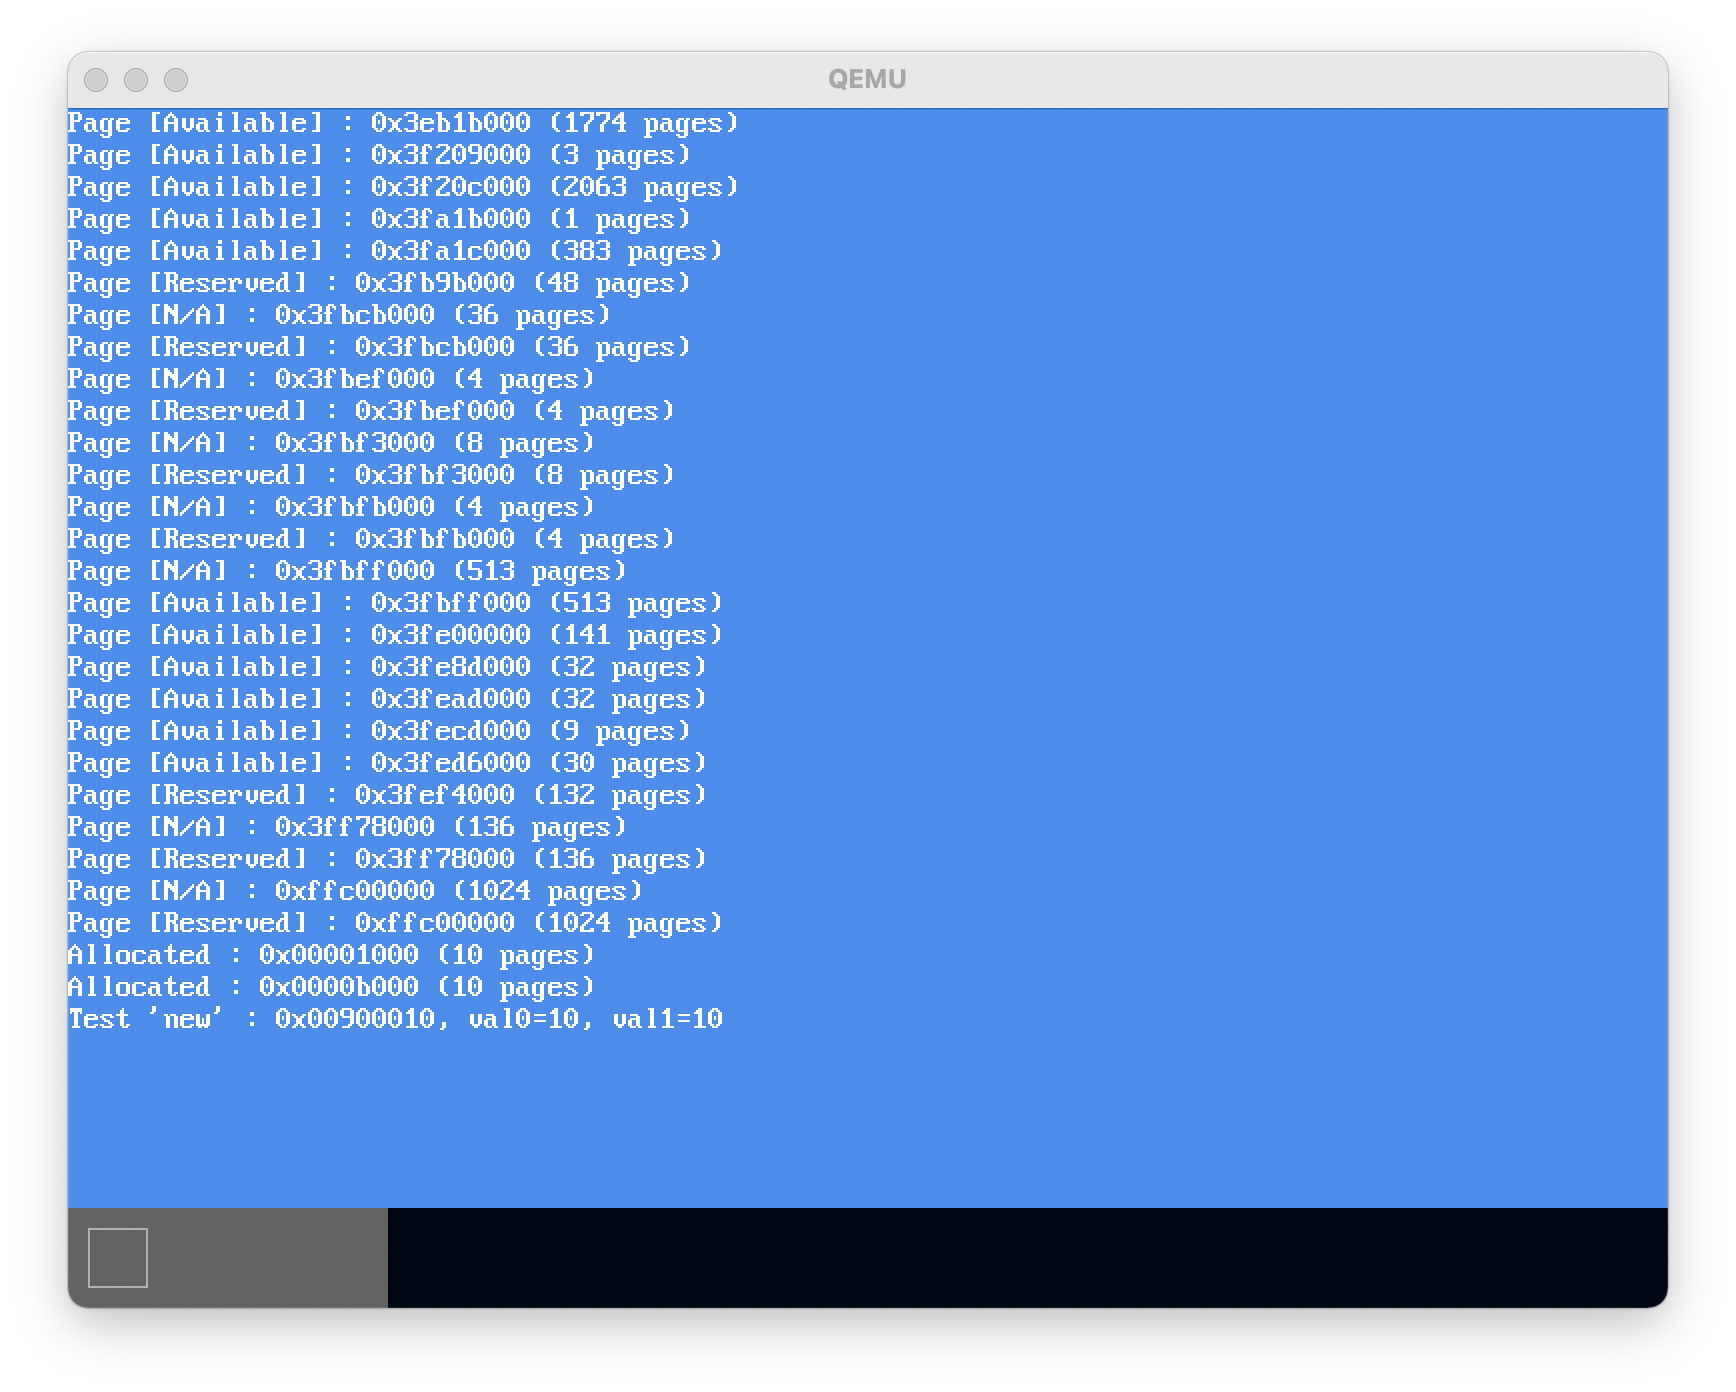 QEMU
Page [Available] : 0x3eb1b000 (1774 pages)
Page [Available] : 0x3f209000 (3 pages)
Page [Available] : 0x3f20c000 (2063 pages)
Page [Available] : 0x3fa1b000 (1 pages)
Page [Available] : 0x3fa1c000 (383 pages)
Page [Reserved] : 0x3fb9b000 (48 pages)
Page [N/A] : 0x3fbcb000 (36 pages)
Page [Reserved] : 0x3fbcb000 (36 pages)
Page [N/A] : 0x3fbef000 (4 pages)
Page [Reserved] : 0x3fbef000 (4 pages)
Page [N/A] : 0x3fbf3000 (8 pages)
Page [Reserved] : 0x3fbf3000 (8 pages)
Page [N/A] : 0x3fbfb000 (4 pages)
Page [Reserved] : 0x3fbfb000 (4 pages)
Page [N/A] : 0x3fbff000 (513 pages)
Page [Available] : 0x3fbff000 (513 pages)
Page [Available] : 0x3fe00000 (141 pages)
Page [Available] : 0x3fe8d000 (32 pages)
Page [Available] : 0x3fead000 (32 pages)
Page [Available] : 0x3fecd000 (9 pages)
Page [Available] : 0x3fed6000 (30 pages)
Page [Reserved] : 0x3fef4000 (132 pages)
Page [N/A] : 0x3ff78000 (136 pages)
Page [Reserved] : 0x3ff78000 (136 pages)
Page [N/A] : 0xffc00000 (1024 pages)
Page [Reserved] : 0xffc00000 (1024 pages)
Allocated : 0x00001000 (10 pages)
Allocated : 0x0000b000 (10 pages)
Test 'new' : 0x00900010, val0=10, val1=10